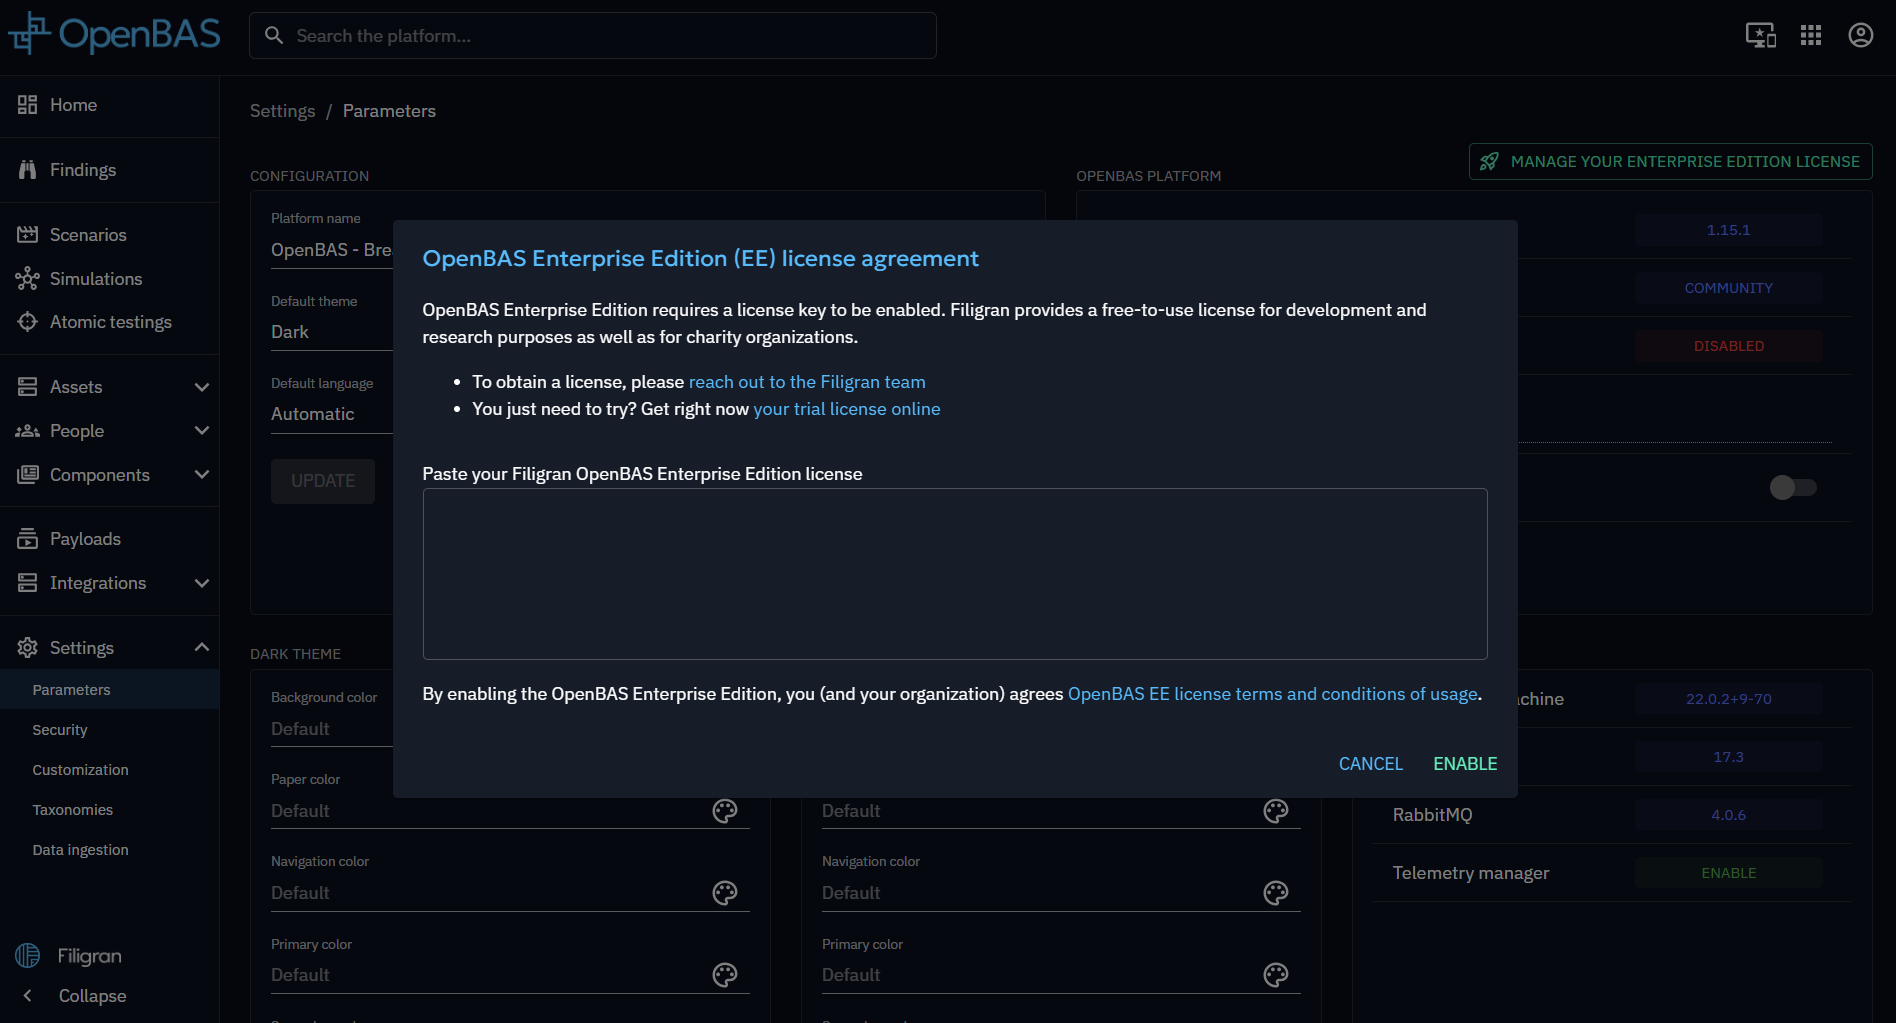 OpenBAS
Search the platform...
Home
Findings
Scenarios
Simulations
Atomic testings
Assets
People
Components
Payloads
Integrations
Settings
Parameters
Security
Customization
Taxonomies
Data ingestion
Filigran
Collapse
Settings / Parameters
MANAGE YOUR ENTERPRISE EDITION LICENSE
CONFIGURATION
Platform name
OpenBAS - Bre
Default theme
Dark
Default language
Automatic
UPDATE
OPENBAS PLATFORM
1.15.1
COMMUNITY
DISABLED
OpenBAS Enterprise Edition (EE) license agreement
OpenBAS Enterprise Edition requires a license key to be enabled. Filigran provides a free-to-use license for development and
research purposes as well as for charity organizations.
• To obtain a license, please reach out to the Filigran team
• You just need to try? Get right now your trial license online
Paste your Filigran OpenBAS Enterprise Edition license
By enabling the OpenBAS Enterprise Edition, you (and your organization) agrees OpenBAS EE license terms and conditions of usage.
CANCEL ENABLE
DARK THEME
Background color
Default
Paper color
Default
Navigation color
Default
Primary color
Default
Default
Navigation color
Default
Primary color
Default
chine 22.0.2+9-70
17.3
RabbitMQ 4.0.6
Telemetry manager ENABLE